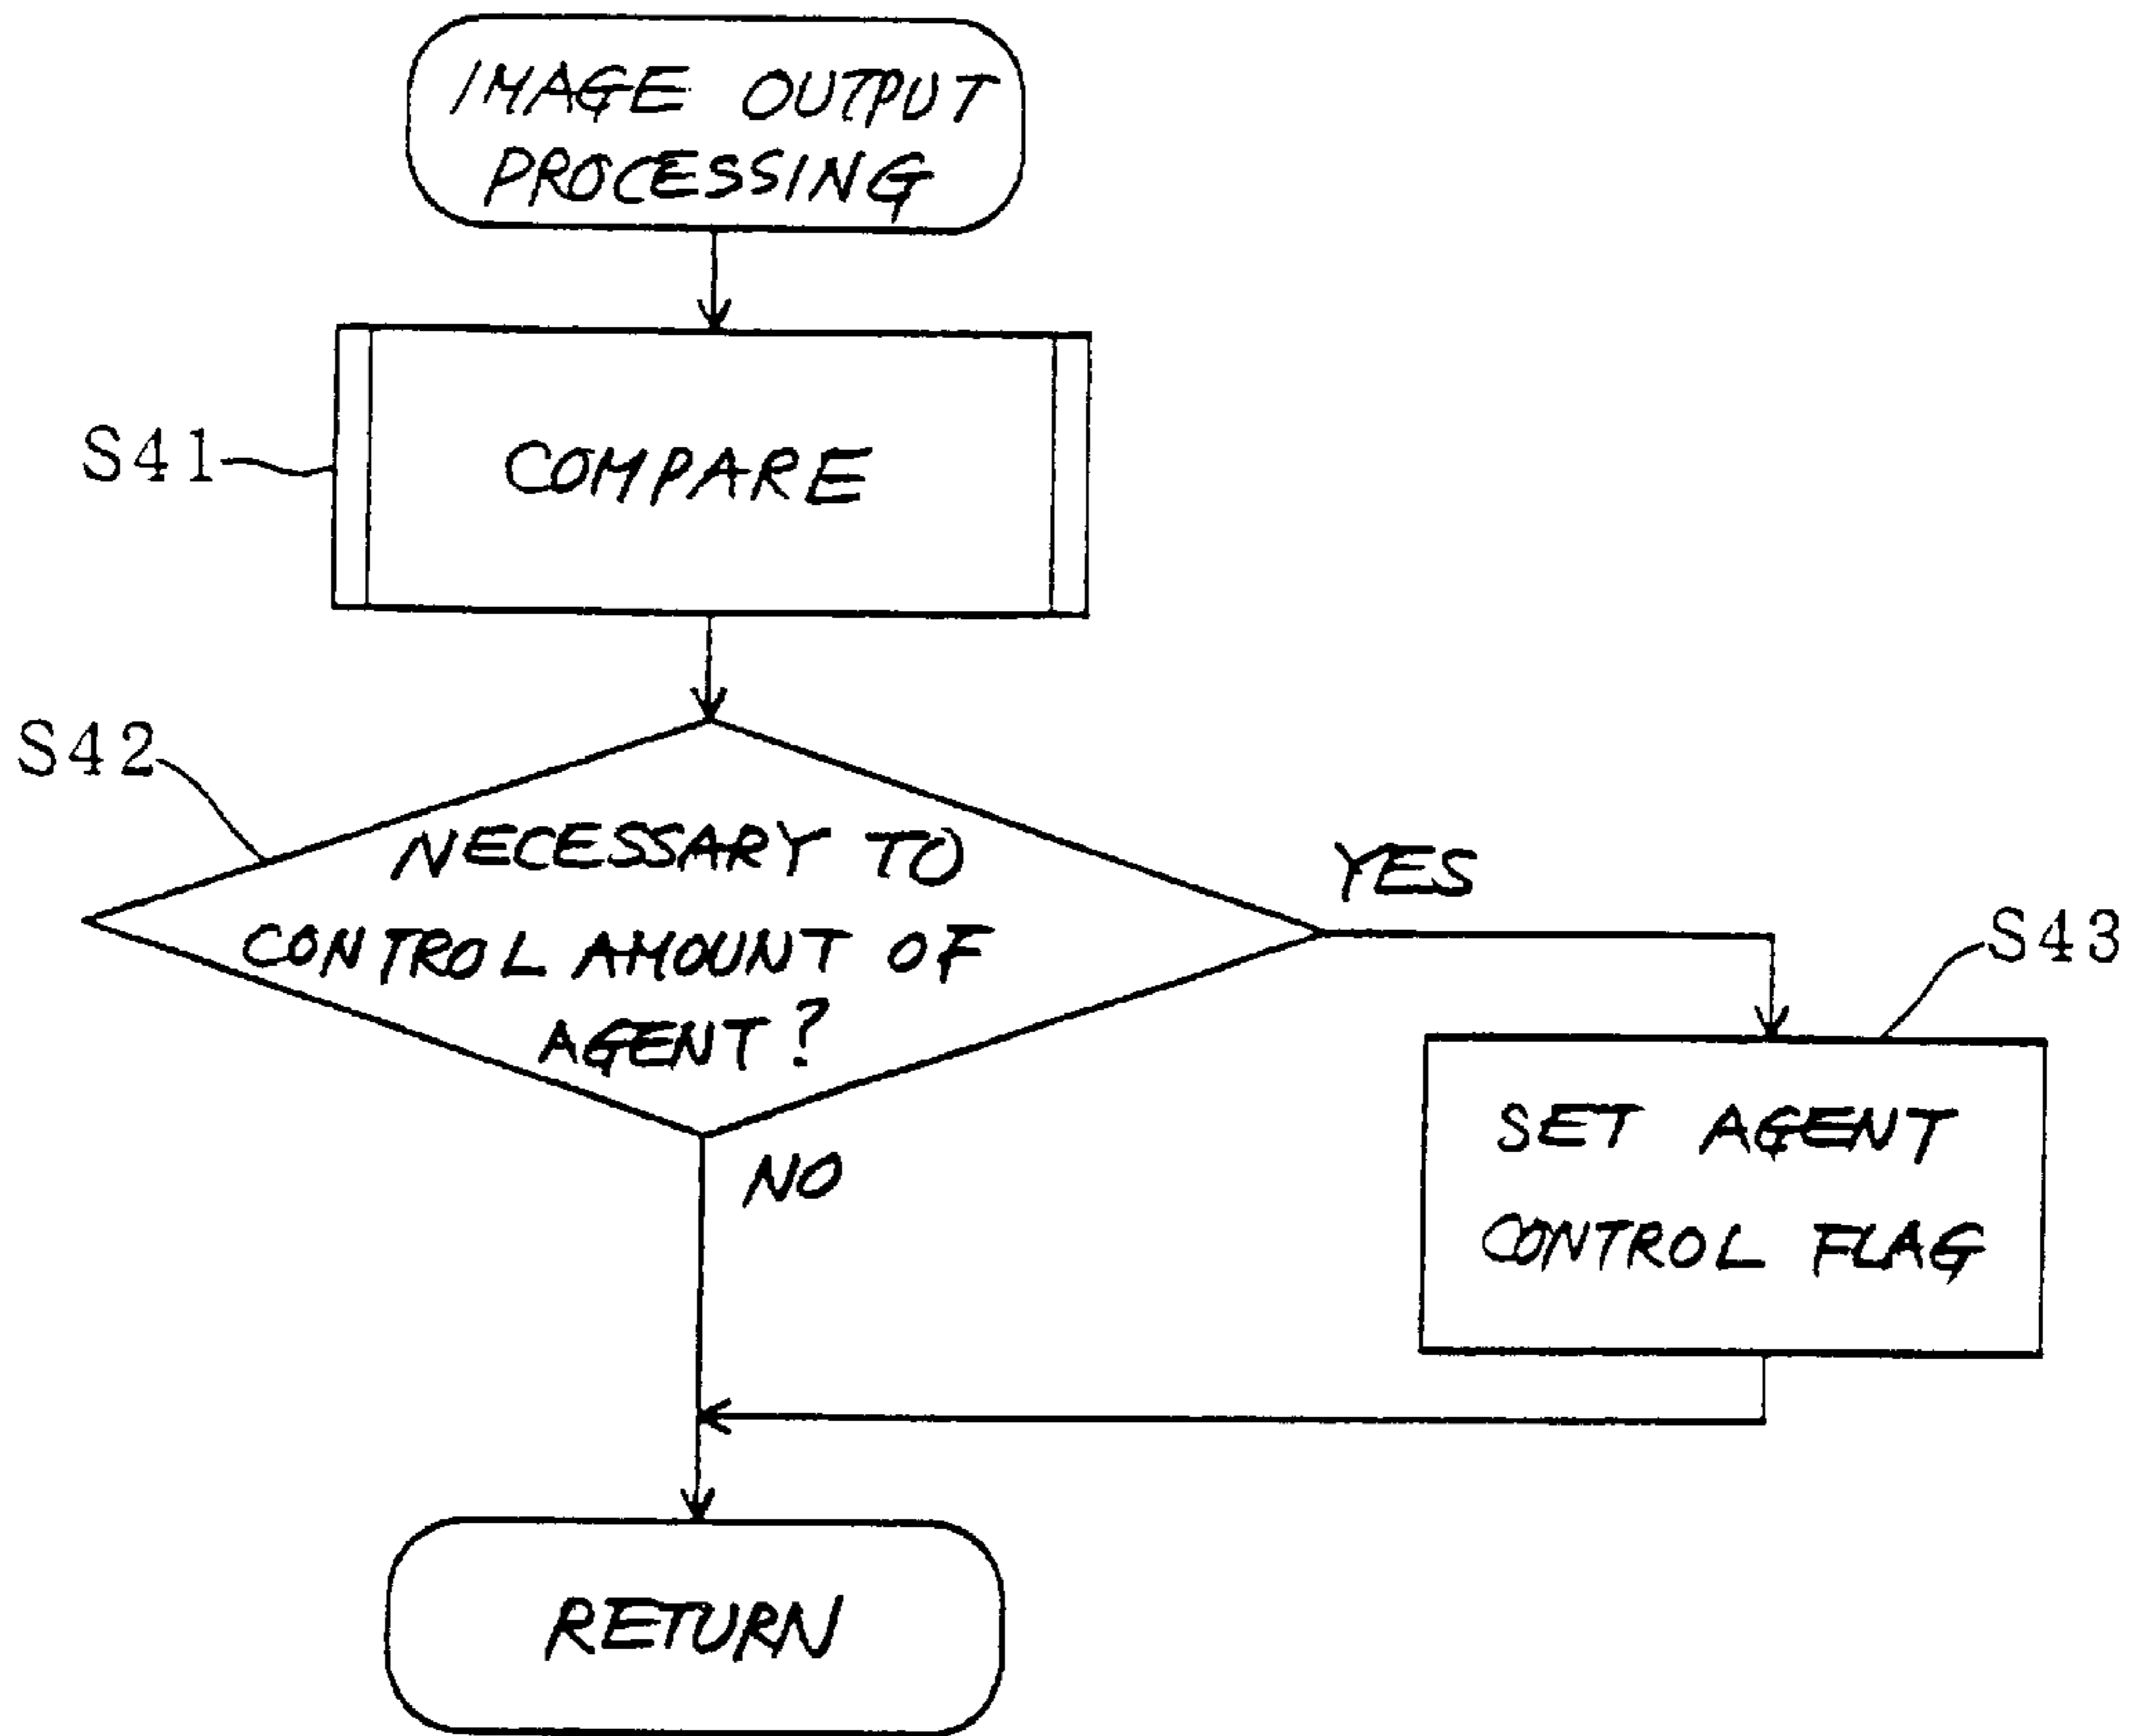 IMAGE OUTPUT
PROCESSING
S41
COMPARE
S42
NECESSARY TO
CONTROL AMOUNT OF
AGENT?
YES
S43
SET AGENT
CONTROL FLAG
NO
RETURN